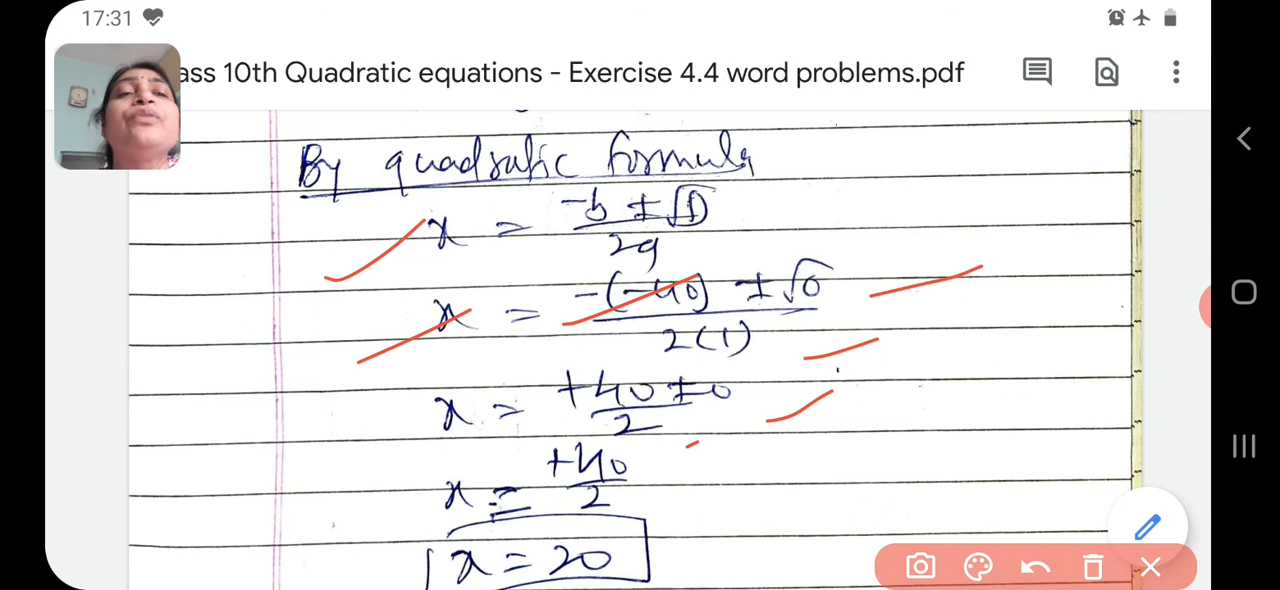 17:31
ass 10th Quadratic equations - Exercise 4.4 word problems.pdf
By quadratic formula
x = -b ± √D / 2a
x = -(-40) ± √0 / 2(1)
x = +40 ± 0 / 2
x = +40 / 2
x = 20